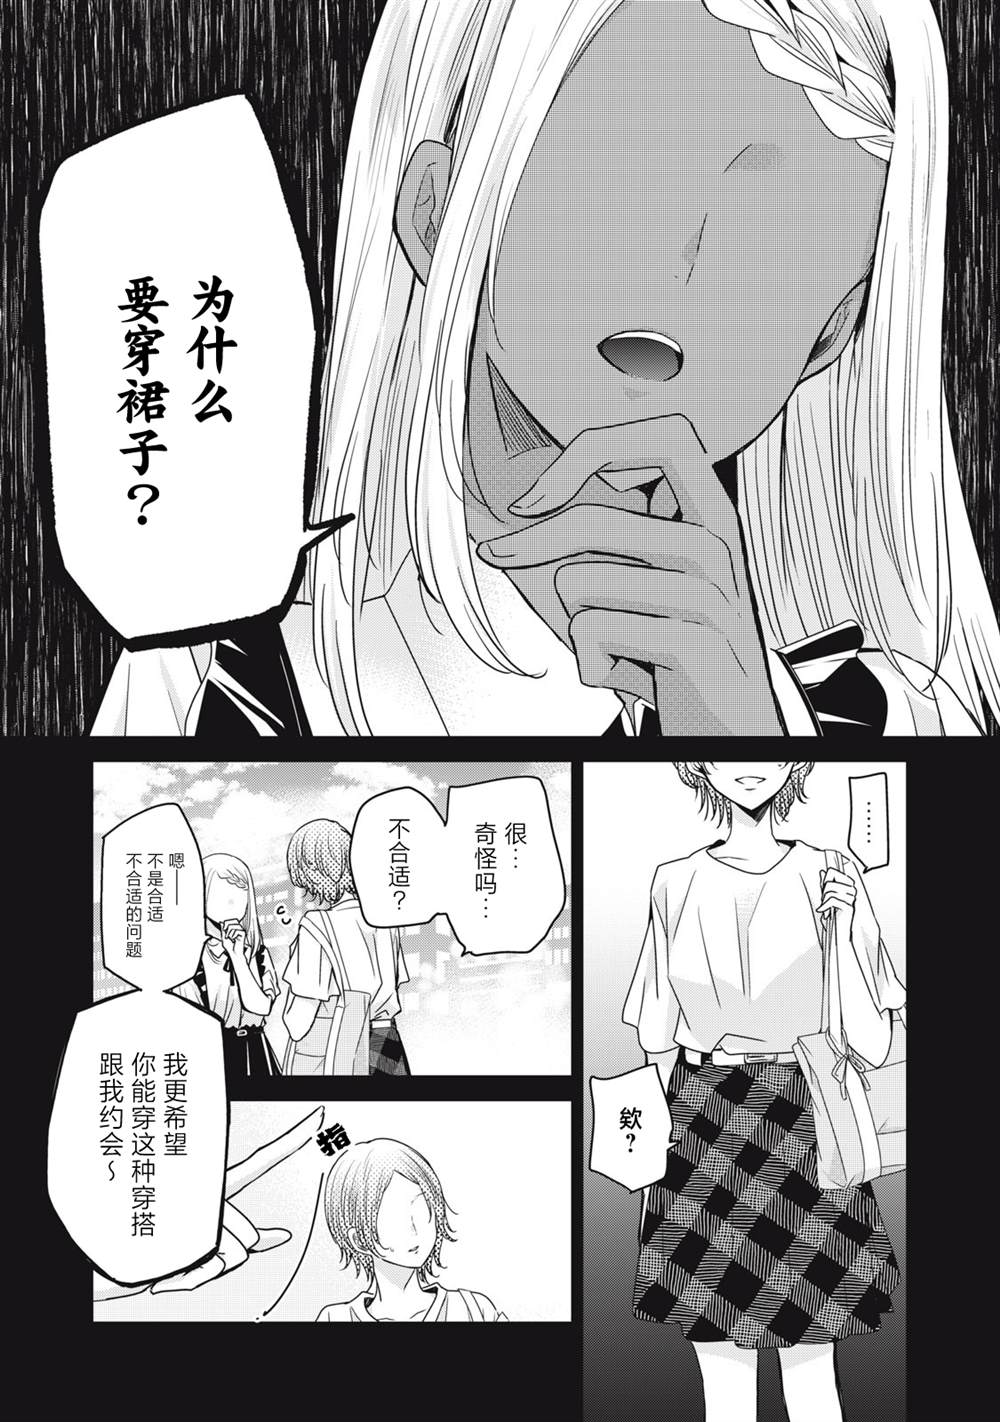 为什么
要穿裙子？
……
欸？
很…
奇怪吗…
不合适？
嗯——
不是合适
不合适的问题
我更希望
你能穿这种穿搭
跟我约会～
指